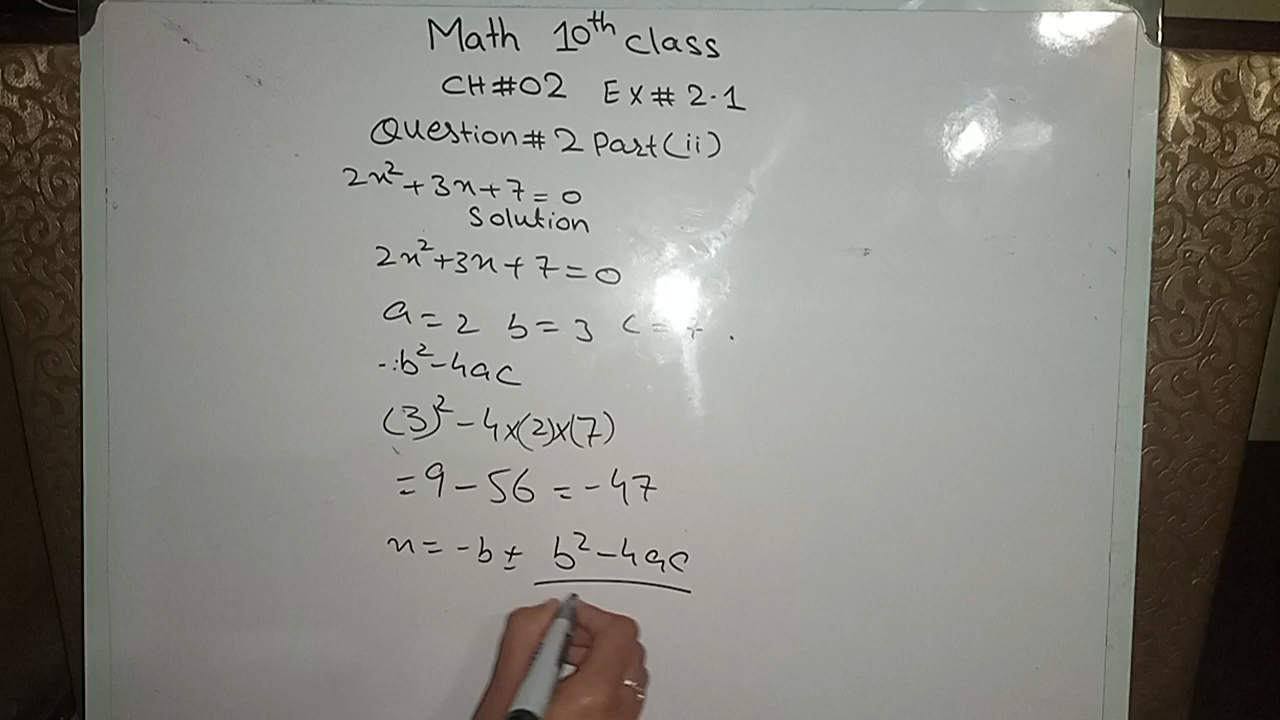 Math 10th class
CH#02 EX# 2.1
Question# 2 Part(ii)
2x²+3x+7=0
Solution
2x²+3x+7=0
a=2 b=3 c=
∴b²-4ac
(3)²-4×(2)×(7)
=9-56=-47
x=-b± b²-4ac